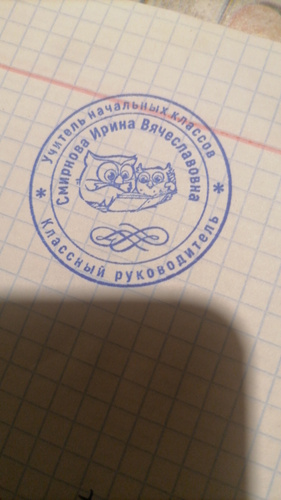 Учитель начальных классов
Смирнова Ирина Вячеславовна
Классный руководитель